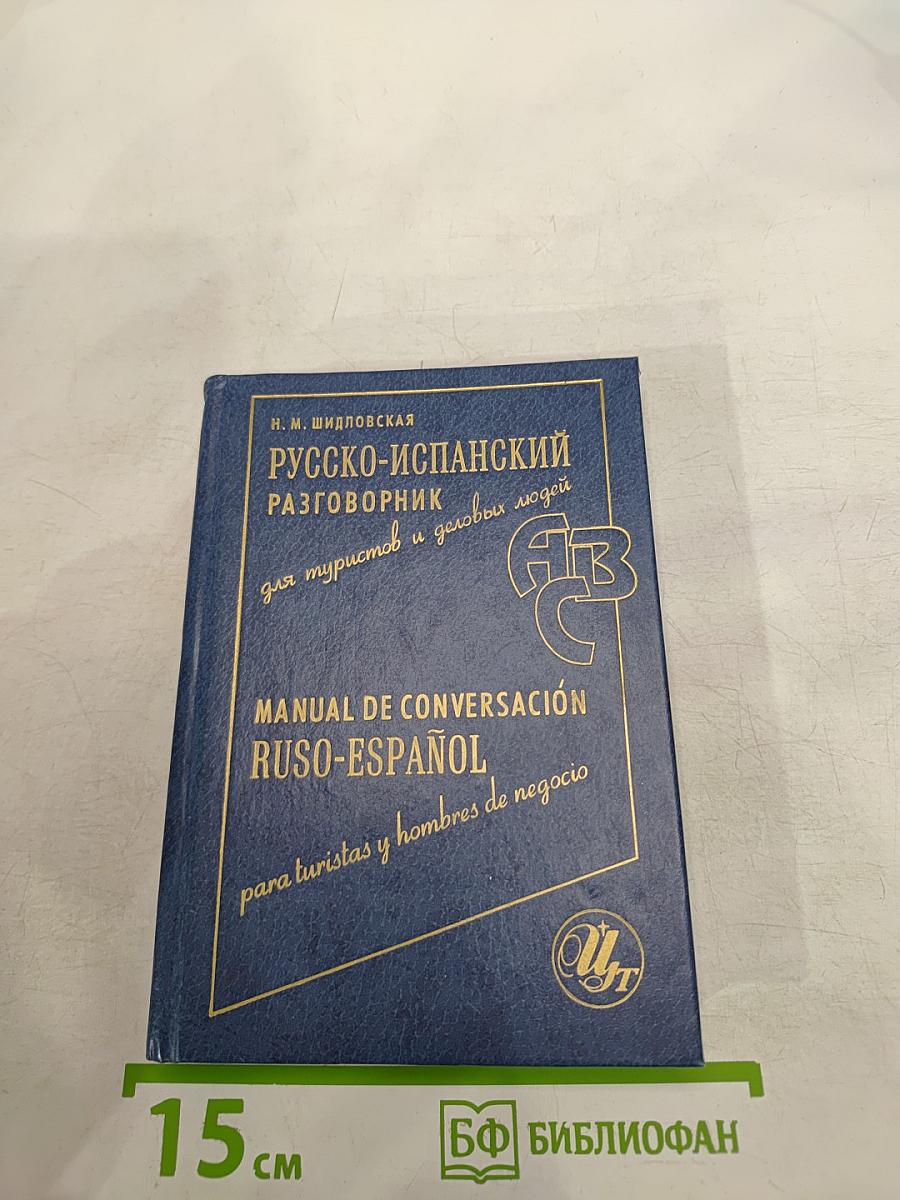 Н. М. ШИДЛОВСКАЯ
РУССКО-ИСПАНСКИЙ
РАЗГОВОРНИК
для туристов и деловых людей
ABC
MANUAL DE CONVERSACIÓN
RUSO-ESPAÑOL
para turistas y hombres de negocio
ИТ
15 см
БФ БИБЛИОФАН